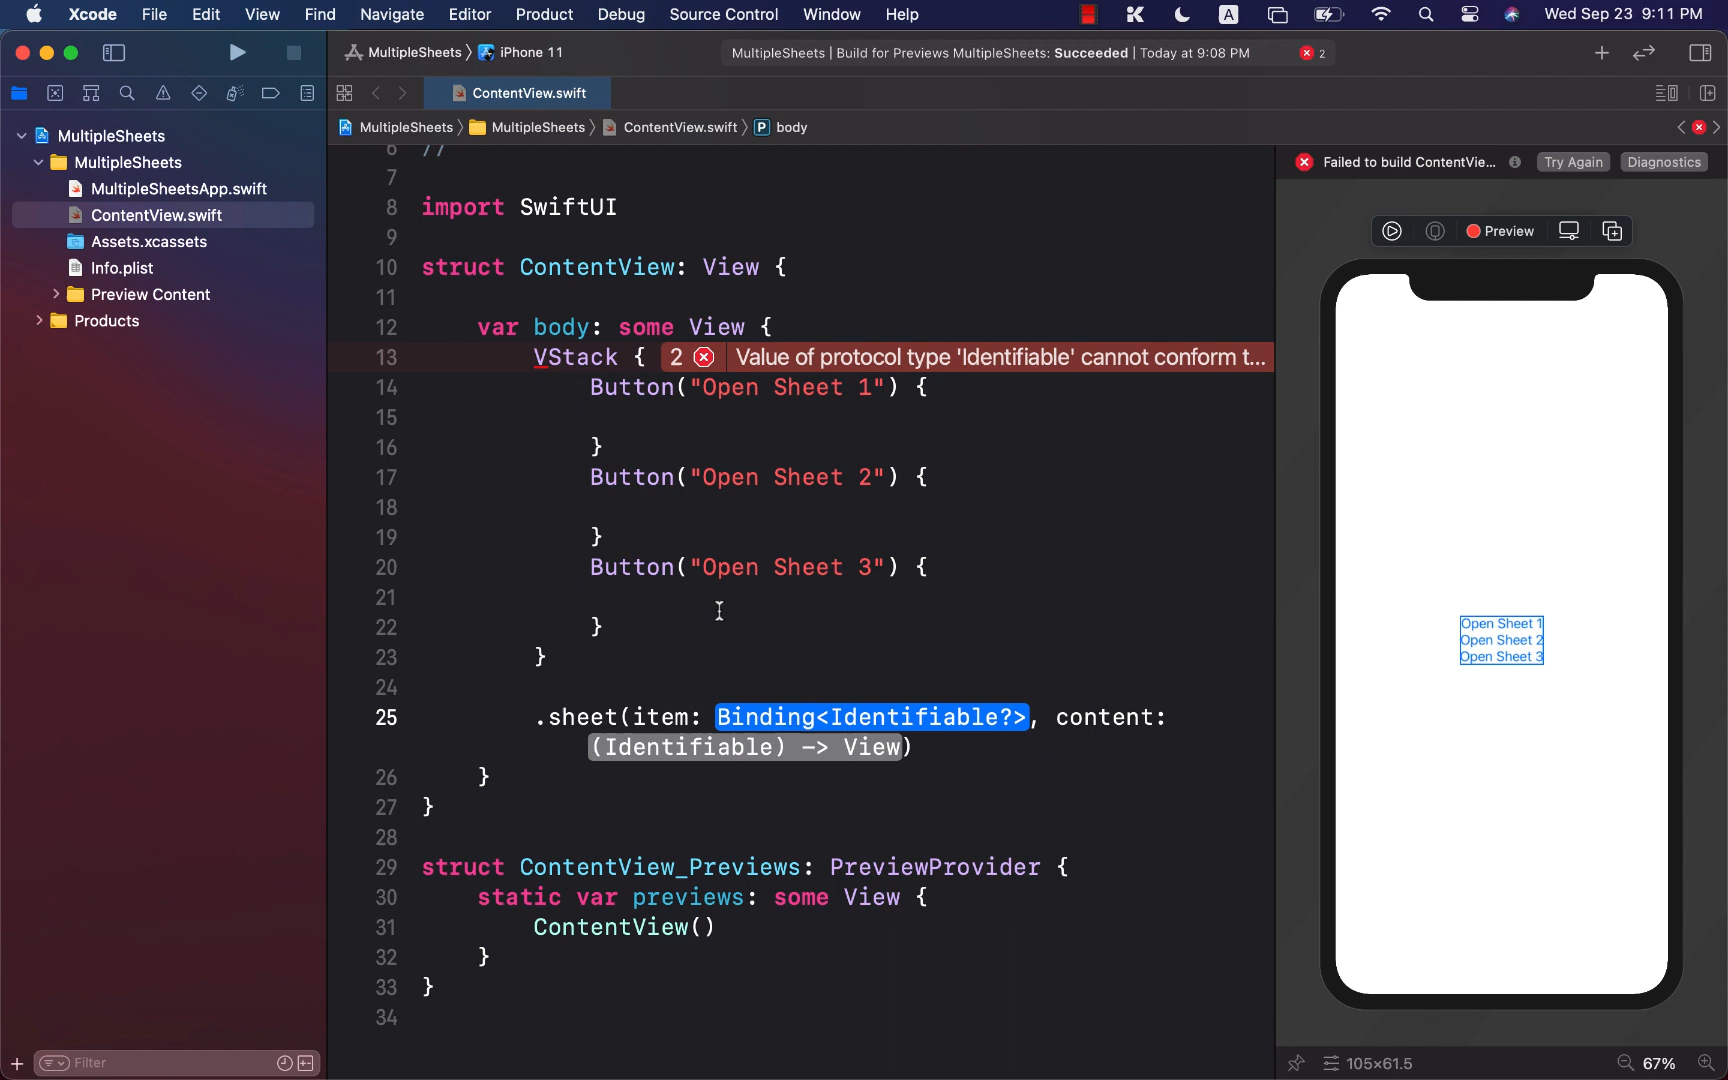 Xcode File Edit View Find Navigate Editor Product Debug Source Control Window Help A Wed Sep 23 9:11 PM
MultipleSheets 〉 iPhone 11
MultipleSheets | Build for Previews MultipleSheets: Succeeded | Today at 9:08 PM 2
ContentView.swift
MultipleSheets 〉 MultipleSheets 〉 ContentView.swift 〉 P body
MultipleSheets
MultipleSheets
MultipleSheetsApp.swift
ContentView.swift
Assets.xcassets
Info.plist
Preview Content
Products
Filter
6 //
7
8 import SwiftUI
9
10 struct ContentView: View {
11
12 var body: some View {
13 VStack { 2 Value of protocol type 'Identifiable' cannot conform t...
14 Button("Open Sheet 1") {
15
16 }
17 Button("Open Sheet 2") {
18
19 }
20 Button("Open Sheet 3") {
21
22 }
23 }
24
25 .sheet(item: Binding<Identifiable?>, content:
(Identifiable) -> View)
26 }
27 }
28
29 struct ContentView_Previews: PreviewProvider {
30 static var previews: some View {
31 ContentView()
32 }
33 }
34
Failed to build ContentVie... Try Again Diagnostics
Preview
Open Sheet 1
Open Sheet 2
Open Sheet 3
105×61.5 67%